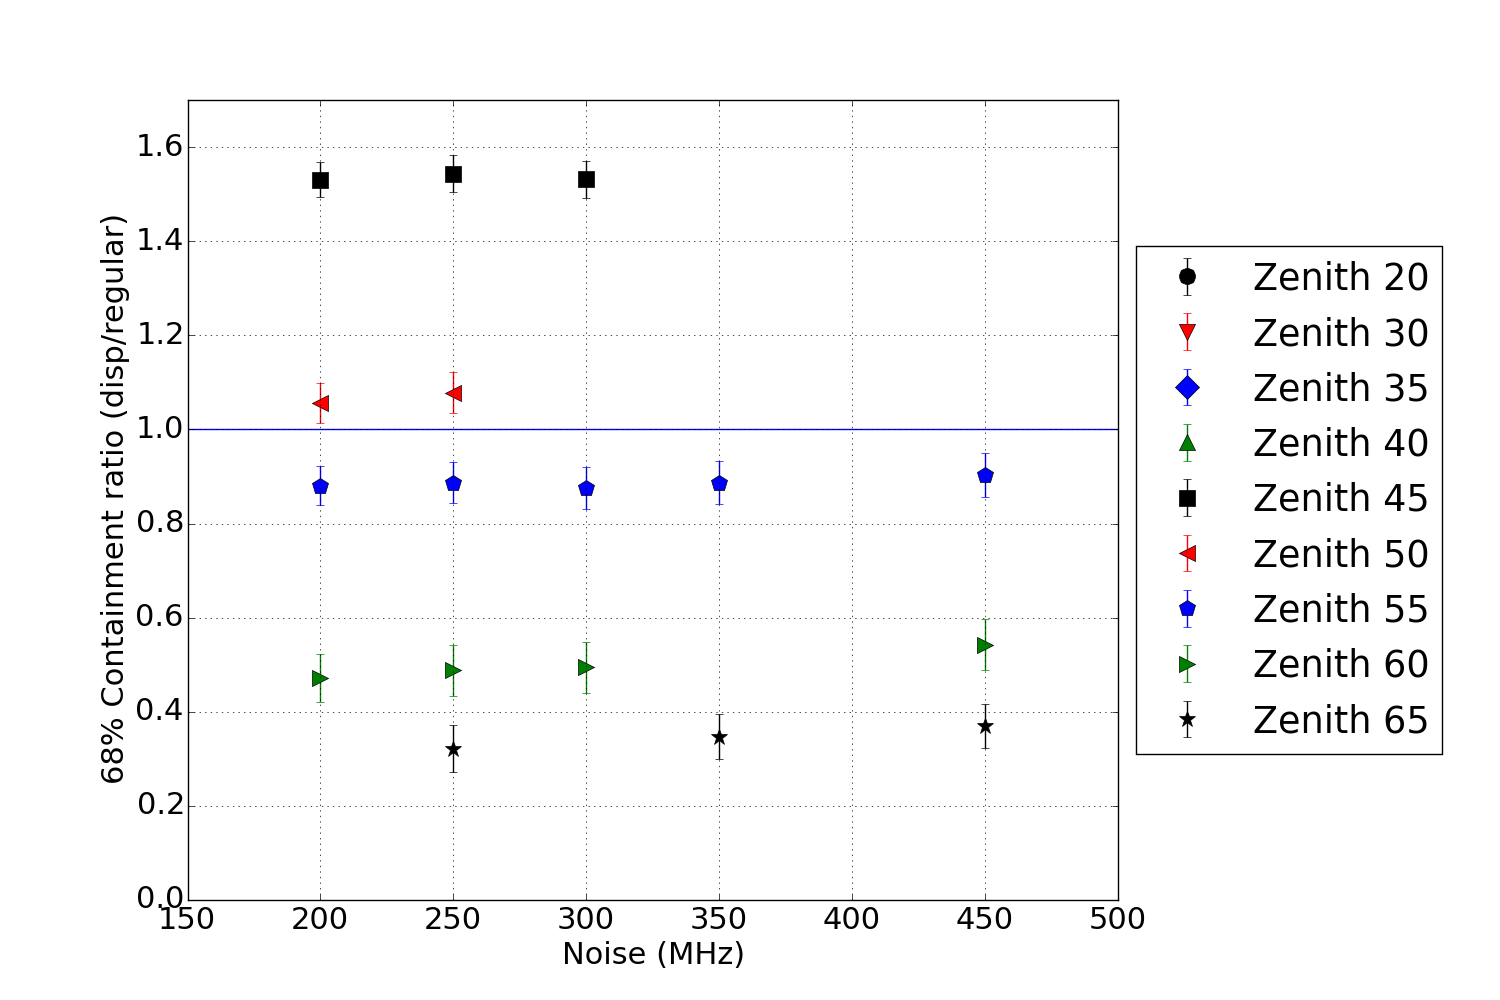 1.6
1.4
1.2
1.0
0.8
0.6
0.4
0.2
0.0
68% Containment ratio (disp/regular)
150 200 250 300 350 400 450 500
Noise (MHz)
Zenith 20
Zenith 30
Zenith 35
Zenith 40
Zenith 45
Zenith 50
Zenith 55
Zenith 60
Zenith 65